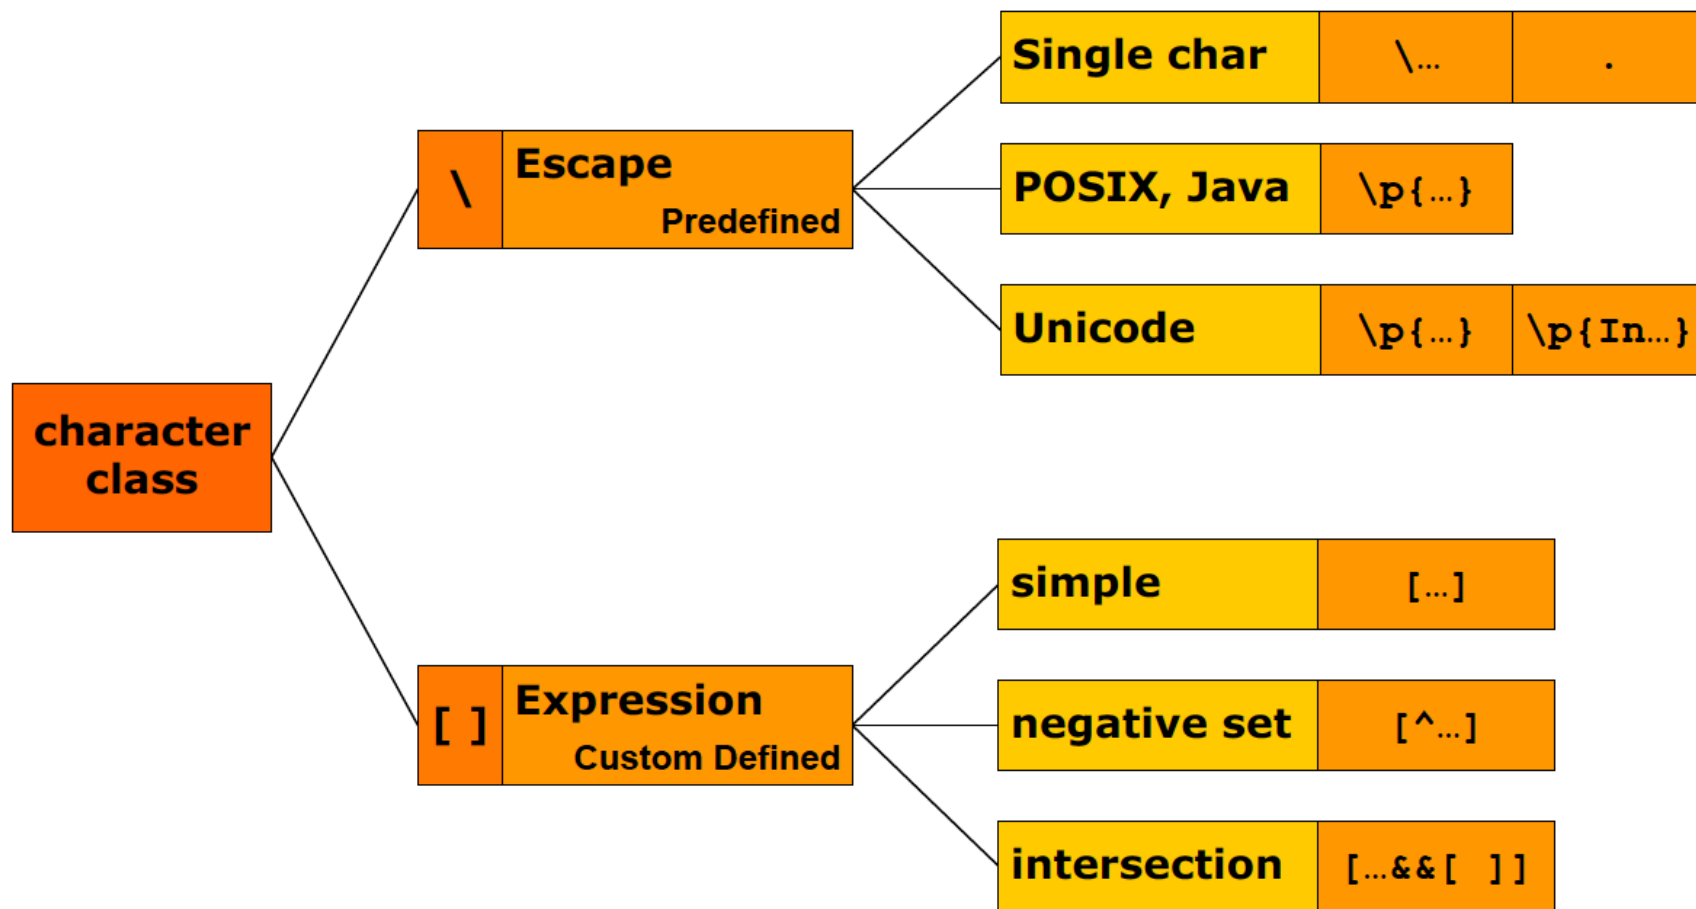 Single char \… .
\ Escape
Predefined
POSIX, Java \p{…}
Unicode \p{…} \p{In…}
character
class
simple […]
[ ] Expression
Custom Defined
negative set [^…]
intersection […&&[ ]]